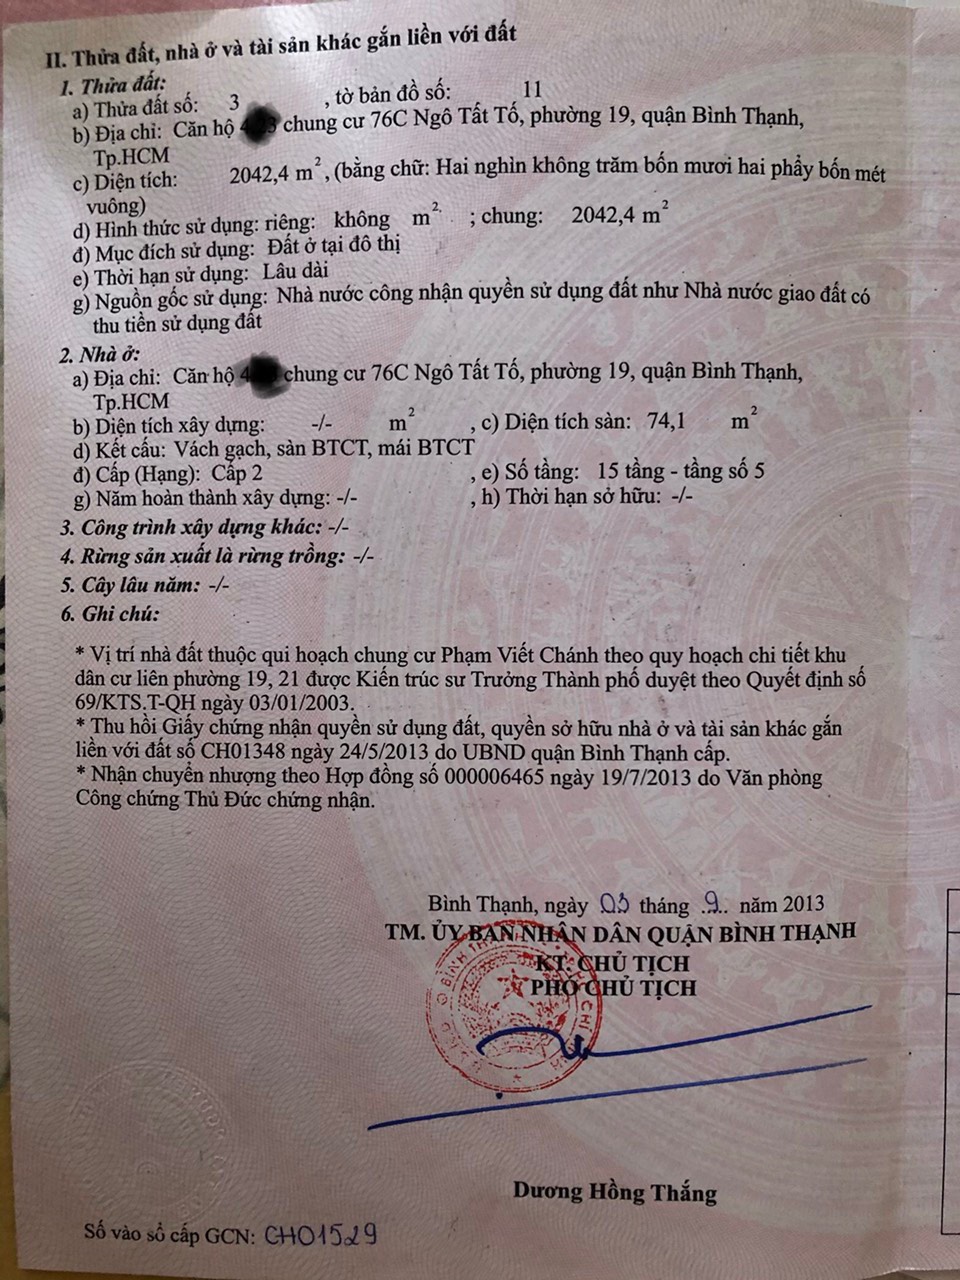 II. Thửa đất, nhà ở và tài sản khác gắn liền với đất
1. Thửa đất:
a) Thửa đất số: 3 , tờ bản đồ số: 11
b) Địa chỉ: Căn hộ chung cư 76C Ngô Tất Tố, phường 19, quận Bình Thạnh,
Tp.HCM
c) Diện tích: 2042,4 m², (bằng chữ: Hai nghìn không trăm bốn mươi hai phẩy bốn mét
vuông)
d) Hình thức sử dụng: riêng: không m², ; chung: 2042,4 m²
đ) Mục đích sử dụng: Đất ở tại đô thị
e) Thời hạn sử dụng: Lâu dài
g) Nguồn gốc sử dụng: Nhà nước công nhận quyền sử dụng đất như Nhà nước giao đất có
thu tiền sử dụng đất
2. Nhà ở:
a) Địa chỉ: Căn hộ chung cư 76C Ngô Tất Tố, phường 19, quận Bình Thạnh,
Tp.HCM
b) Diện tích xây dựng: -/- m² , c) Diện tích sàn: 74,1 m²
d) Kết cấu: Vách gạch, sàn BTCT, mái BTCT
đ) Cấp (Hạng): Cấp 2 , e) Số tầng: 15 tầng - tầng số 5
g) Năm hoàn thành xây dựng: -/- , h) Thời hạn sở hữu: -/-
3. Công trình xây dựng khác: -/-
4. Rừng sản xuất là rừng trồng: -/-
5. Cây lâu năm: -/-
6. Ghi chú:
* Vị trí nhà đất thuộc qui hoạch chung cư Phạm Viết Chánh theo quy hoạch chi tiết khu
dân cư liên phường 19, 21 được Kiến trúc sư Trưởng Thành phố duyệt theo Quyết định số
69/KTS.T-QH ngày 03/01/2003.
* Thu hồi Giấy chứng nhận quyền sử dụng đất, quyền sở hữu nhà ở và tài sản khác gắn
liền với đất số CH01348 ngày 24/5/2013 do UBND quận Bình Thạnh cấp.
* Nhận chuyển nhượng theo Hợp đồng số 000006465 ngày 19/7/2013 do Văn phòng
Công chứng Thủ Đức chứng nhận.
Bình Thạnh, ngày 03 tháng .9.. năm 2013
TM. ỦY BAN NHÂN DÂN QUẬN BÌNH THẠNH
KT. CHỦ TỊCH
PHÓ CHỦ TỊCH
Dương Hồng Thắng
Số vào sổ cấp GCN: CH01529